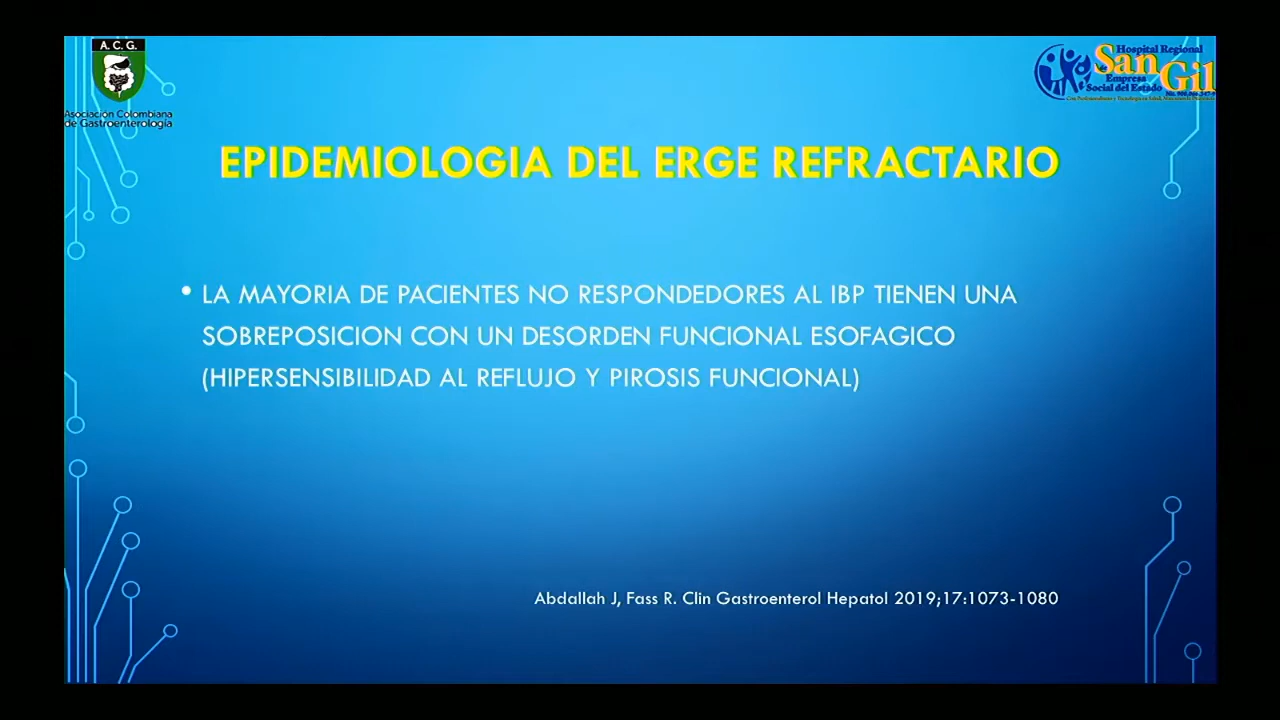 A. C. G.
Asociación Colombiana
de Gastroenterología
Hospital Regional
San Gil
Empresa
Social del Estado
EPIDEMIOLOGIA DEL ERGE REFRACTARIO
• LA MAYORIA DE PACIENTES NO RESPONDEDORES AL IBP TIENEN UNA
SOBREPOSICION CON UN DESORDEN FUNCIONAL ESOFAGICO
(HIPERSENSIBILIDAD AL REFLUJO Y PIROSIS FUNCIONAL)
Abdallah J, Fass R. Clin Gastroenterol Hepatol 2019;17:1073-1080